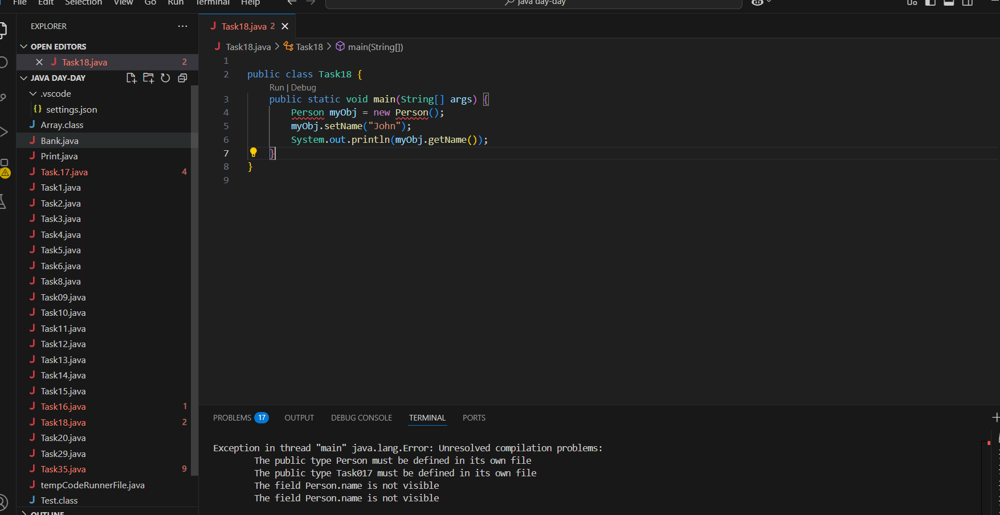 File Edit Selection View Go Run Terminal Help
java day-day
EXPLORER
OPEN EDITORS
Task18.java 2
JAVA DAY-DAY
.vscode
{} settings.json
J Array.class
J Bank.java
J Print.java
J Task.17.java 4
J Task1.java
J Task2.java
J Task3.java
J Task4.java
J Task5.java
J Task6.java
J Task8.java
J Task09.java
J Task10.java
J Task11.java
J Task12.java
J Task13.java
J Task14.java
J Task15.java
J Task16.java 1
J Task18.java 2
J Task20.java
J Task29.java
J Task35.java 9
J tempCodeRunnerFile.java
J Test.class
OUTLINE
J Task18.java 2
J Task18.java > Task18 > main(String[])
1
2 public class Task18 {
Run | Debug
3 public static void main(String[] args) {
4 Person myObj = new Person();
5 myObj.setName("John");
6 System.out.println(myObj.getName());
7 }
8 }
9
PROBLEMS 17 OUTPUT DEBUG CONSOLE TERMINAL PORTS
Exception in thread "main" java.lang.Error: Unresolved compilation problems:
The public type Person must be defined in its own file
The public type Task017 must be defined in its own file
The field Person.name is not visible
The field Person.name is not visible